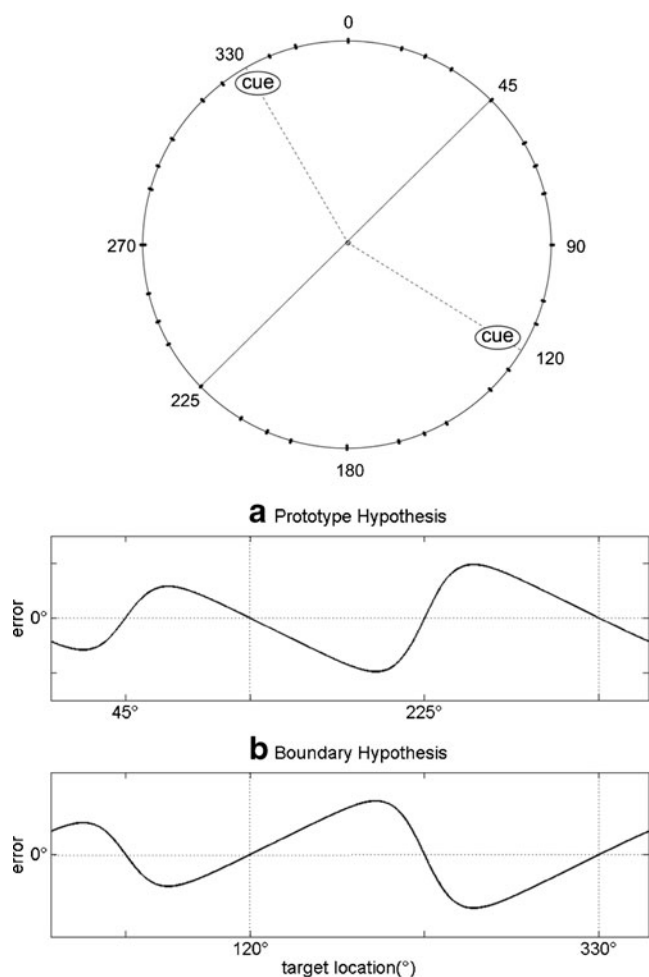 0
330
cue
45
270
90
cue
120
225
180
a Prototype Hypothesis
error
0°
45°
225°
b Boundary Hypothesis
error
0°
120°
330°
target location(°)